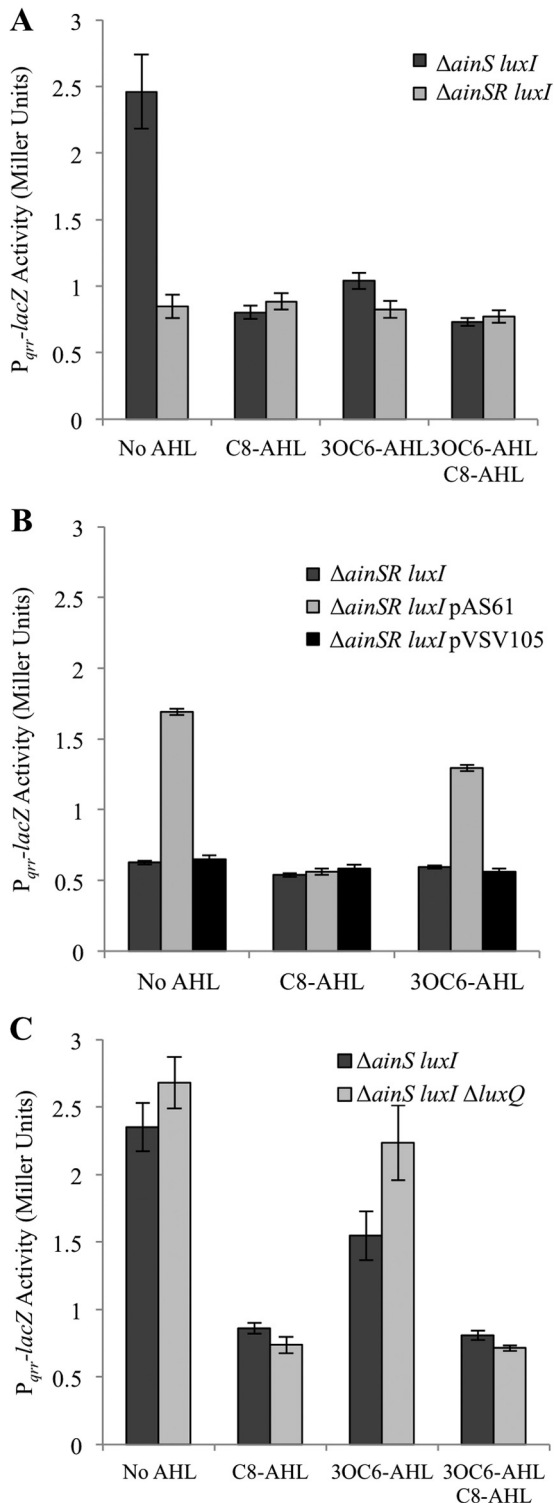 A
3
2.5
2
1.5
1
0.5
0
P qrr-lacZ Activity (Miller Units)
ΔainS luxI
ΔainSR luxI
No AHL C8-AHL 3OC6-AHL 3OC6-AHL
C8-AHL
B
3
2.5
2
1.5
1
0.5
0
P qrr-lacZ Activity (Miller Units)
ΔainSR luxI
ΔainSR luxI pAS61
ΔainSR luxI pVSV105
No AHL C8-AHL 3OC6-AHL
C
3
2.5
2
1.5
1
0.5
0
P qrr-lacZ Activity (Miller Units)
ΔainS luxI
ΔainS luxI ΔluxQ
No AHL C8-AHL 3OC6-AHL 3OC6-AHL
C8-AHL